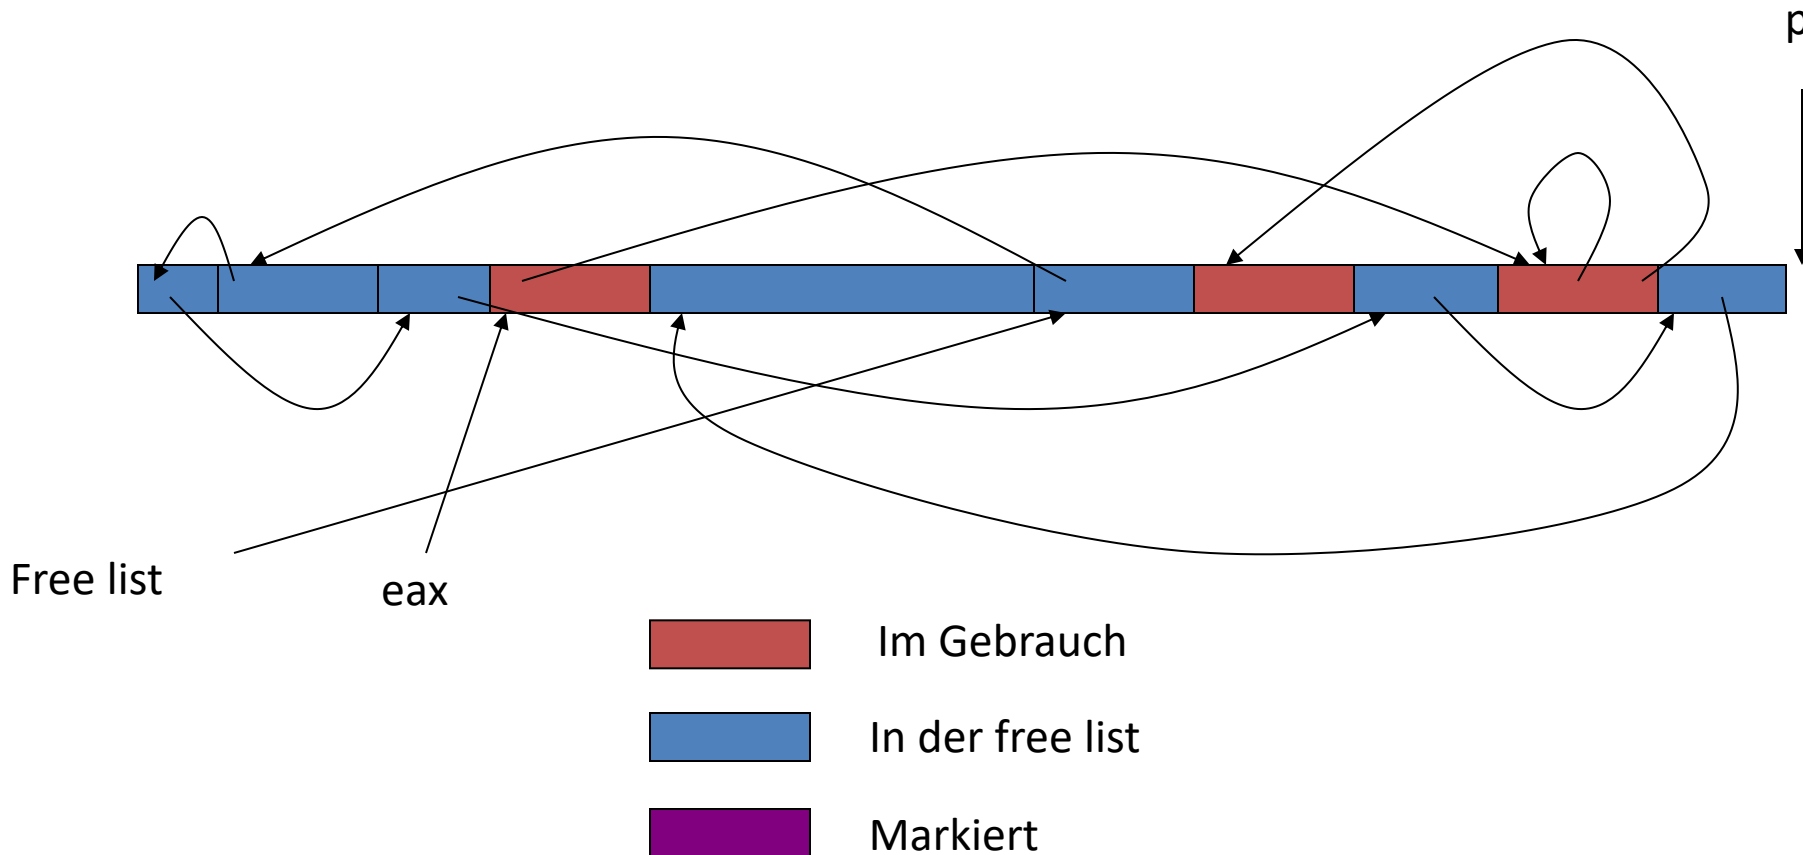 p
Free list
eax
Im Gebrauch
In der free list
Markiert